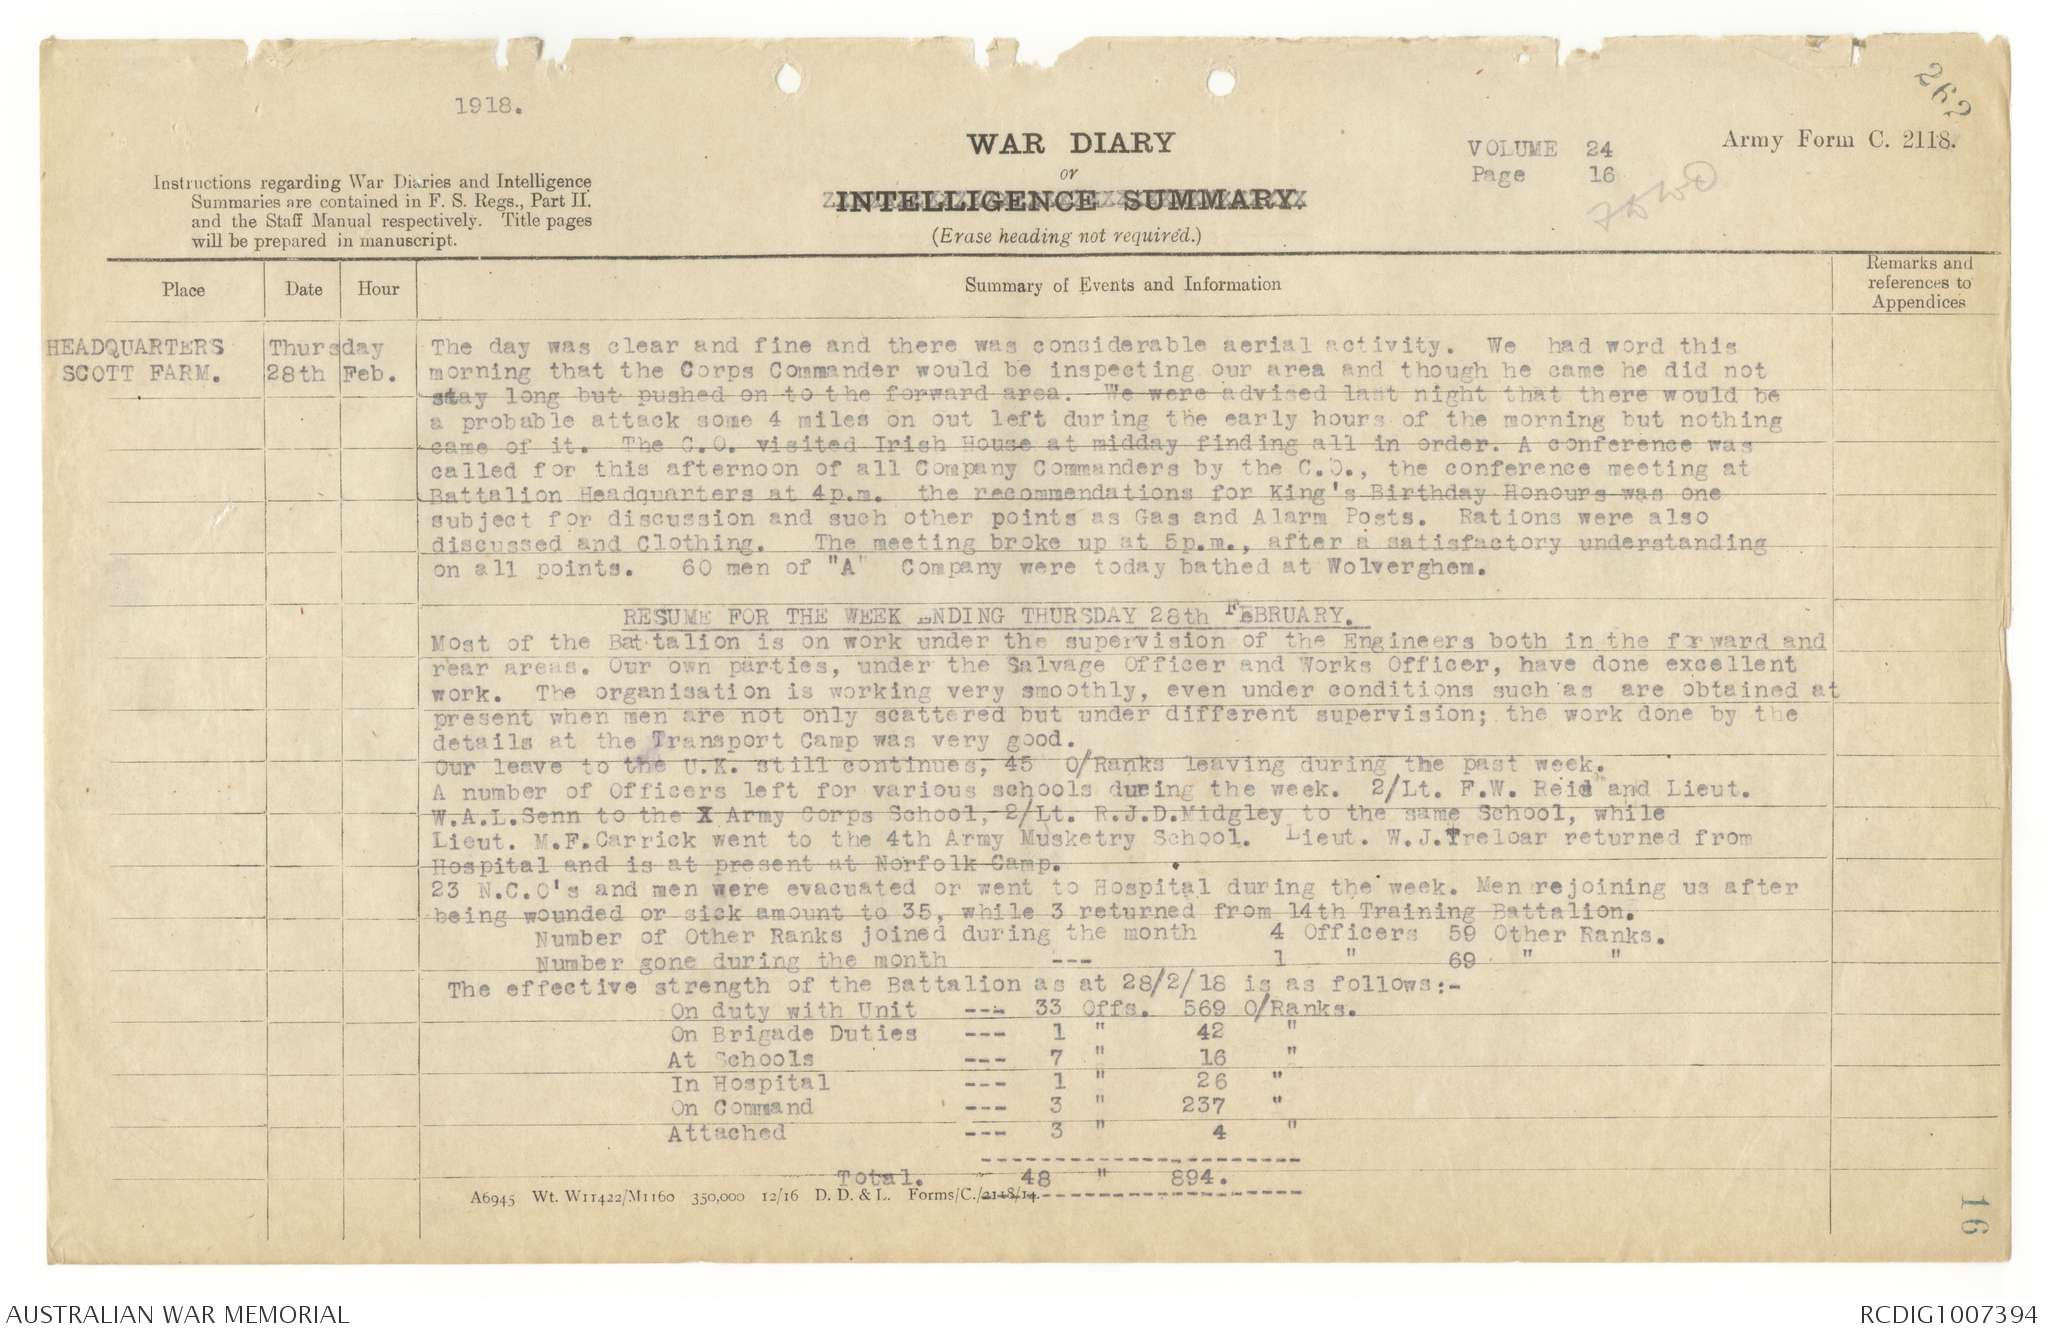 262
1918.
WAR DIARY
or
INTELLIGENCE SUMMARY.
(Erase heading not required.)
VOLUME 24
Page 16
Army Form C. 2118.
Instructions regarding War Diaries and Intelligence
Summaries are contained in F. S. Regs., Part II.
and the Staff Manual respectively. Title pages
will be prepared in manuscript.
Place
Date
Hour
Summary of Events and Information
Remarks and
references to
Appendices
HEADQUARTERS
SCOTT FARM.
Thursday
28th Feb.
The day was clear and fine and there was considerable aerial activity. We had word this
morning that the Corps Commander would be inspecting our area and though he came he did not
stay long but pushed on to the forward area. We were advised last night that there would be
a probable attack some 4 miles on out left during the early hours of the morning but nothing
came of it. The C.O. visited Irish House at midday finding all in order. A conference was
called for this afternoon of all Company Commanders by the C.O., the conference meeting at
Battalion Headquarters at 4p.m. the recommendations for King's Birthday Honours was one
subject for discussion and such other points as Gas and Alarm Posts. Rations were also
discussed and Clothing. The meeting broke up at 5p.m., after a satisfactory understanding
on all points. 60 men of "A" Company were today bathed at Wolverghem.
RESUME FOR THE WEEK ENDING THURSDAY 28th FEBRUARY.
Most of the Battalion is on work under the supervision of the Engineers both in the forward and
rear areas. Our own parties, under the Salvage Officer and Works Officer, have done excellent
work. The organisation is working very smoothly, even under conditions such as are obtained at
present when men are not only scattered but under different supervision; the work done by the
details at the Transport Camp was very good.
Our leave to the U.K. still continues, 45 O/Ranks leaving during the past week.
A number of Officers left for various schools during the week. 2/Lt. F.W. Reid and Lieut.
W.A.L.Senn to the X Army Corps School, 2/Lt. R.J.D.Midgley to the same School, while
Lieut. M.F.Carrick went to the 4th Army Musketry School. Lieut. W.J.Treloar returned from
Hospital and is at present at Norfolk Camp.
23 N.C.O's and men were evacuated or went to Hospital during the week. Men rejoining us after
being wounded or sick amount to 35, while 3 returned from 14th Training Battalion.
Number of Other Ranks joined during the month 4 Officers 59 Other Ranks.
Number gone during the month --- 1 " 69 " "
The effective strength of the Battalion as at 28/2/18 is as follows:-
On duty with Unit --- 33 Offs. 569 O/Ranks.
On Brigade Duties --- 1 " 42 "
At Schools --- 7 " 16 "
In Hospital --- 1 " 26 "
On Command --- 3 " 237 "
Attached --- 3 " 4 "
Total. 48 " 894.
A6945 Wt. W11422/M1160 350,000 12/16 D. D. & L. Forms/C./2118/14.
16
AUSTRALIAN WAR MEMORIAL
RCDIG1007394